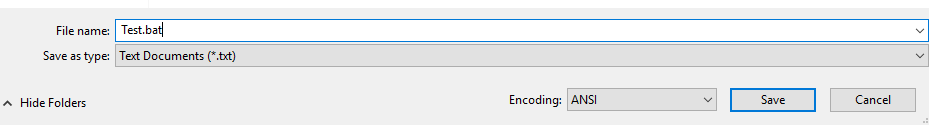 File name: Test.bat
Save as type: Text Documents (*.txt)
Hide Folders Encoding: ANSI Save Cancel